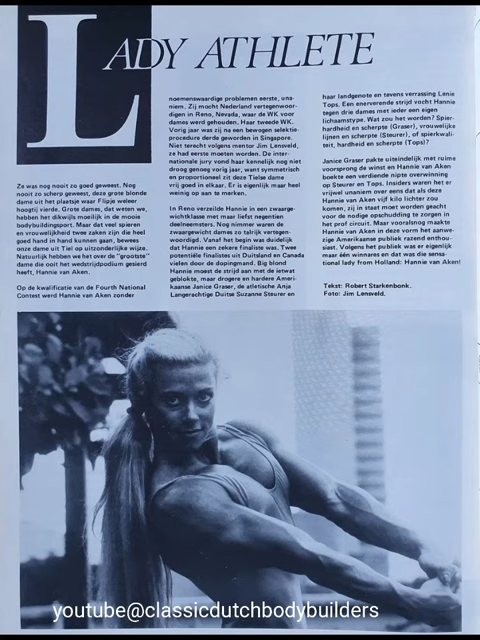 LADY ATHLETE
Ze was nog nooit zo goed geweest. Nog
nooit zo scherp geweest, deze grote blonde
dame uit het plaatsje waar Flipje weleer
hoogtij vierde. Grote dames, dat weten we,
hebben het dikwijls moeilijk in de mooie
bodybuildingsport. Maar dat veel spieren
en vrouwelijkheid twee zaken zijn die heel
goed hand in hand kunnen gaan, bewees
onze dame uit Tiel op uitzonderlijke wijze.
Natuurlijk hebben we het over de "grootste"
dame die ooit het wedstrijdpodium gesierd
heeft, Hannie van Aken.
Op de kwalificatie van de Fourth National
Contest werd Hannie van Aken zonder
noemenswaardige problemen eerste, una-
niem. Zij mocht Nederland vertegenwoor-
digen in Reno, Nevada, waar de WK voor
dames werd gehouden. Haar tweede WK.
Vorig jaar was zij na een bewogen selektie-
procedure derde geworden in Singapore.
Niet terecht volgens mentor Jim Lensveld,
ze had eerste moeten worden. De inter-
nationale jury vond haar kennelijk nog niet
droog genoeg vorig jaar, want symmetrisch
en proportioneel zit deze Tielse dame
vrij goed in elkaar. Er is eigenlijk maar heel
weinig op aan te merken.
In Reno verzeilde Hannie in een zwaarge-
wichtklasse met maar liefst negentien
deelneemsters. Nog nimmer waren de
zwaargewicht dames zo talrijk vertegen-
woordigd. Vanaf het begin was duidelijk
dat Hannie een zekere finaliste was. Twee
potentiële finalistes uit Duitsland en Canada
vielen door de dopingmand. Big blond
Hannie moest de strijd aan met de ietwat
geblokte, maar drogere en hardere Ameri-
kaanse Janice Graser, de atletische Anja
Langerachtige Duitse Suzanne Steurer en
haar landgenote en tevens verrassing Lenie
Tops. Een enerverende strijd vocht Hannie
tegen drie dames met ieder een eigen
lichaamstype. Wat zou het worden? Spier-
hardheid en scherpte (Graser), vrouwelijke
lijnen en scherpte (Steurer), of spierkwali-
teit, hardheid en scherpte (Tops)?
Janice Graser pakte uiteindelijk met ruime
voorsprong de winst en Hannie van Aken
boekte een verdiende nipte overwinning
op Steurer en Tops. Insiders waren het er
vrijwel unaniem over eens dat als deze
Hannie van Aken vijf kilo lichter zou
komen, zij in staat moet worden geacht
voor de nodige opschudding te zorgen in
het prof circuit. Maar vooralsnog maakte
Hannie van Aken in deze vorm het aanwe-
zige Amerikaanse publiek razend enthou-
siast. Volgens het publiek was er eigenlijk
maar één winnares en dat was die sensa-
tional lady from Holland: Hannie van Aken!
Tekst: Robert Starkenbonk.
Foto: Jim Lensveld.
youtube@classicdutchbodybuilders